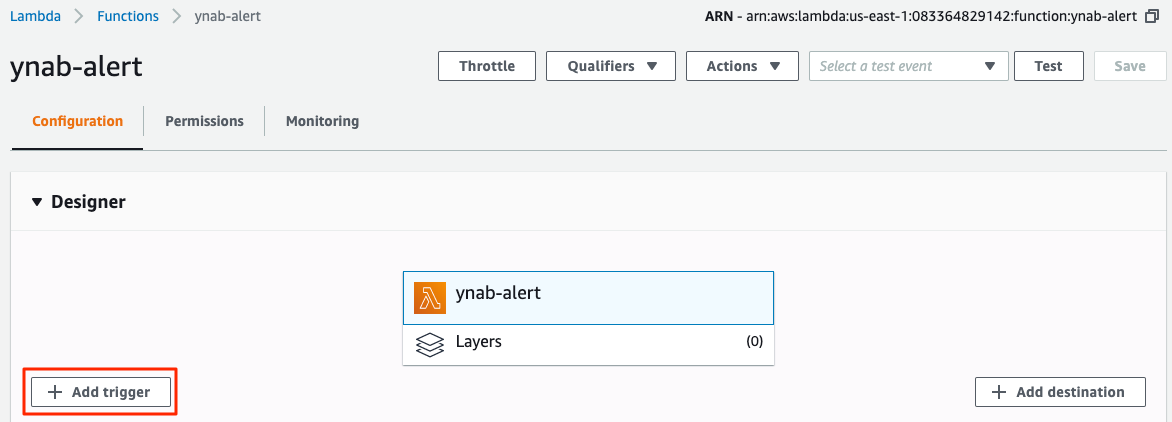 Lambda Functions ynab-alert ARN - arn:aws:lambda:us-east-1:083364829142:function:ynab-alert
ynab-alert Throttle Qualifiers Actions Select a test event Test Save
Configuration Permissions Monitoring
Designer
ynab-alert
Layers (0)
+ Add trigger + Add destination